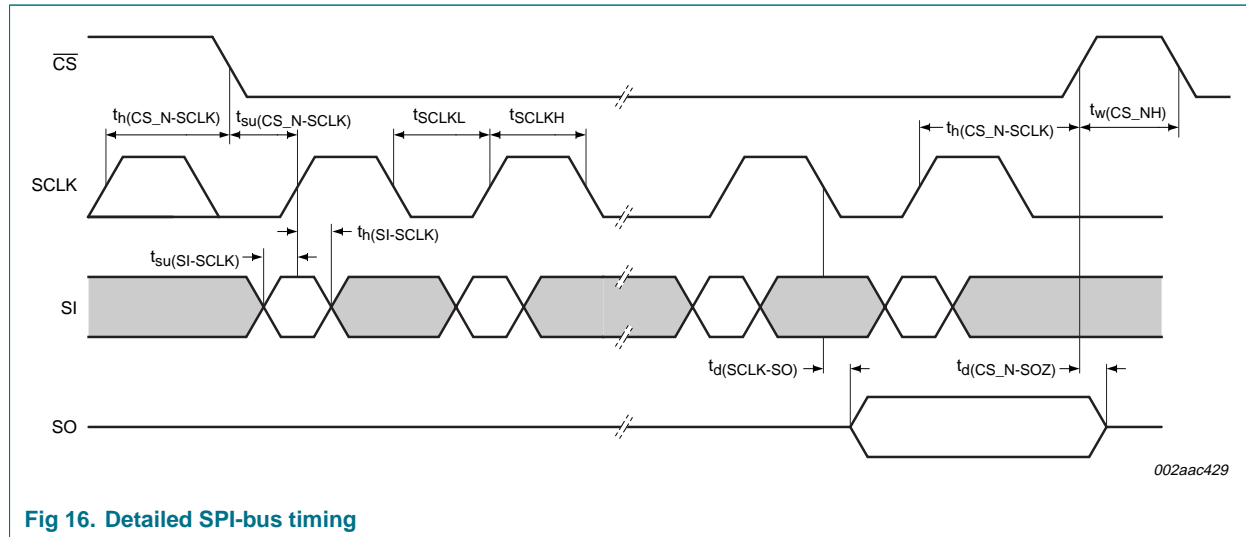 CS
th(CS_N-SCLK) tsu(CS_N-SCLK) tSCLKL tSCLKH th(CS_N-SCLK) tw(CS_NH)
SCLK
th(SI-SCLK)
tsu(SI-SCLK)
SI
td(SCLK-SO) td(CS_N-SOZ)
SO
002aac429
Fig 16. Detailed SPI-bus timing